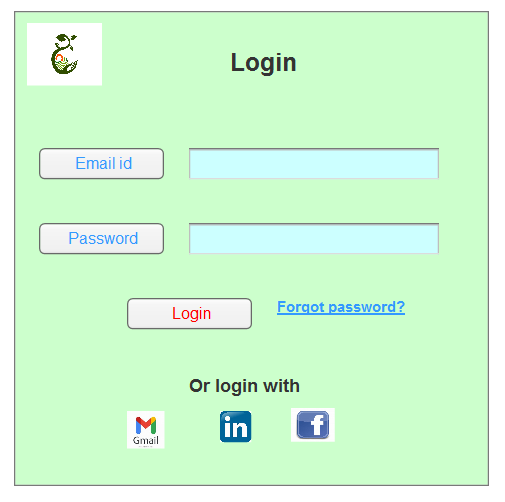 Login
Email id
Password
Login
Forgot password?
Or login with
Gmail
in
f